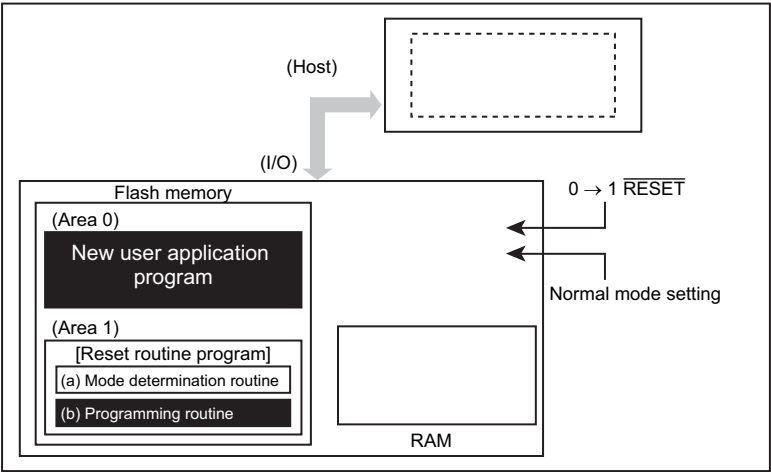 (Host)
(I/O)
Flash memory
0 → 1 R̅E̅S̅E̅T̅
(Area 0)
New user application
program
Normal mode setting
(Area 1)
[Reset routine program]
(a) Mode determination routine
(b) Programming routine
RAM